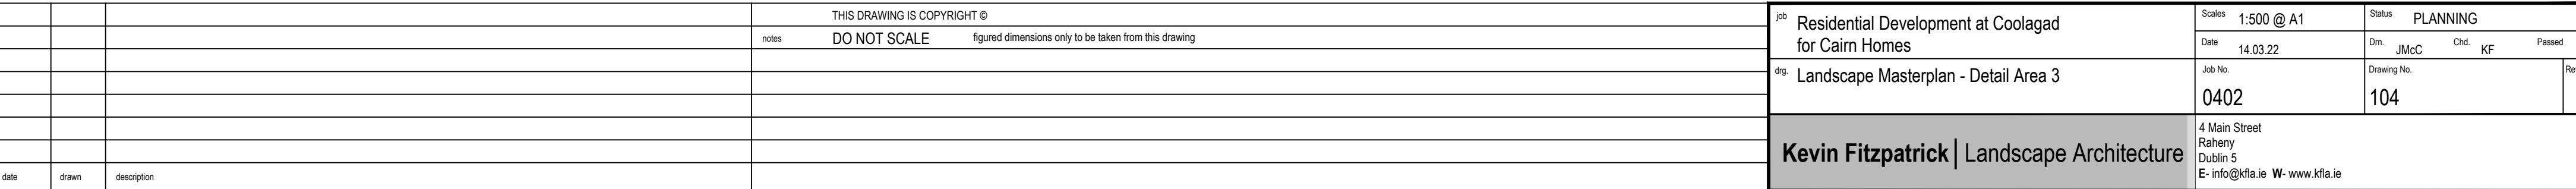 THIS DRAWING IS COPYRIGHT ©
notes DO NOT SCALE figured dimensions only to be taken from this drawing
date drawn description
job Residential Development at Coolagad
for Cairn Homes
drg. Landscape Masterplan - Detail Area 3
Scales 1:500 @ A1 Status PLANNING
Date 14.03.22 Drn. JMcC Chd. KF Passed
Job No. Drawing No.
0402 104
Kevin Fitzpatrick | Landscape Architecture
4 Main Street
Raheny
Dublin 5
E- info@kfla.ie W- www.kfla.ie